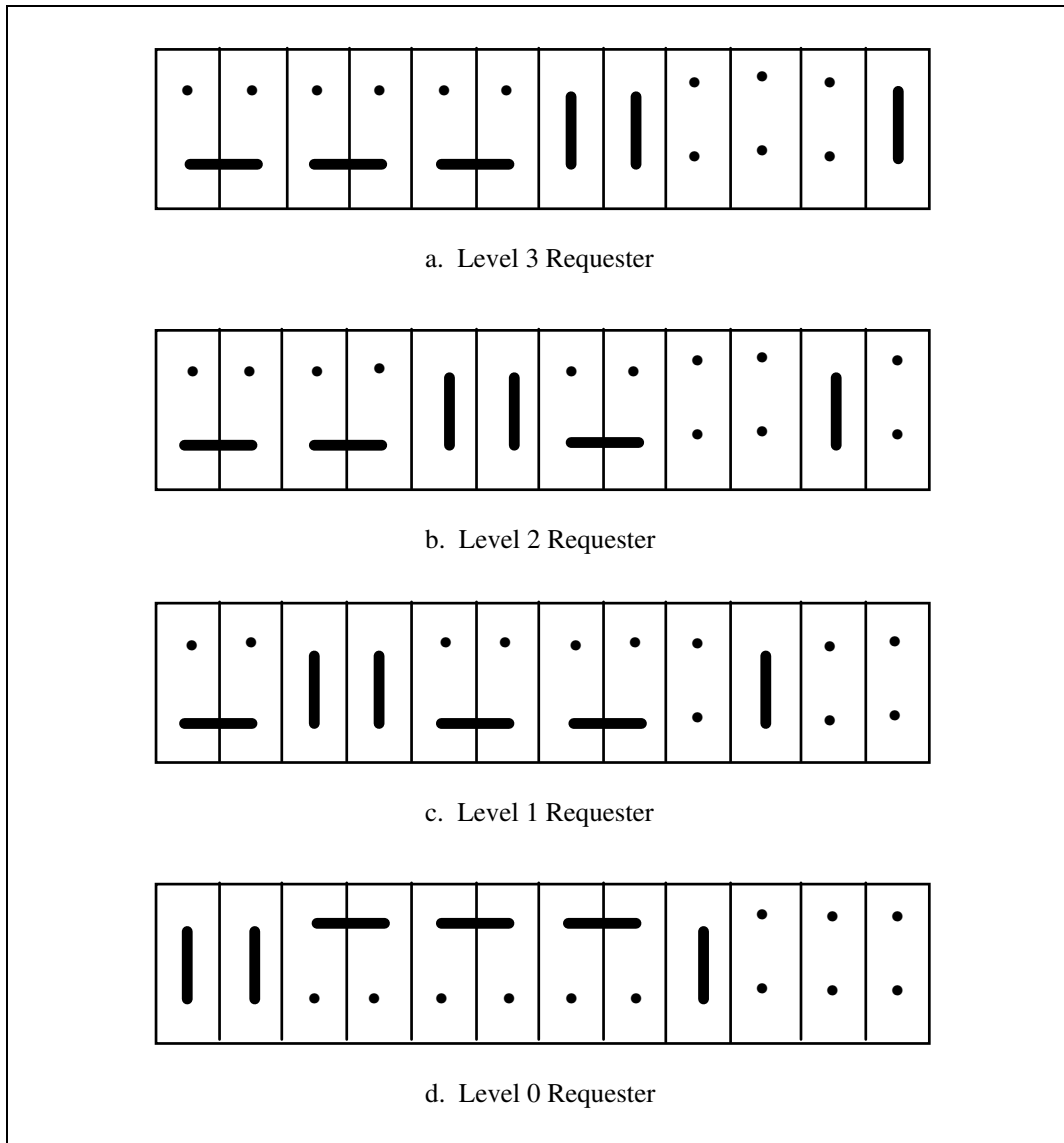 a. Level 3 Requester
b. Level 2 Requester
c. Level 1 Requester
d. Level 0 Requester